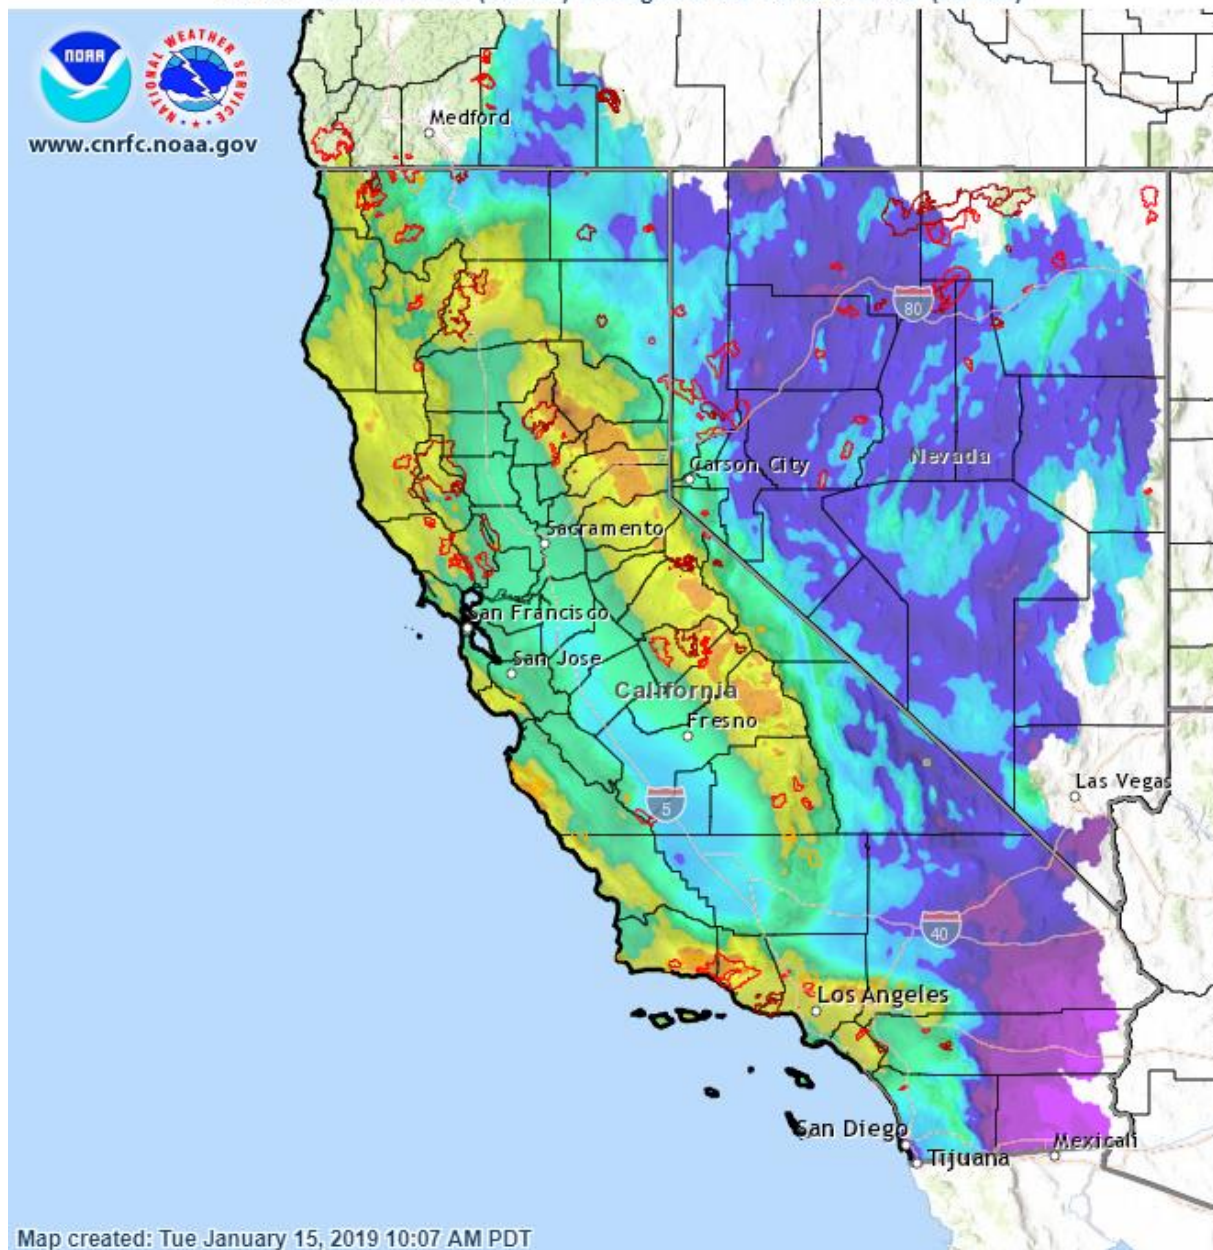 NOAA
NATIONAL WEATHER SERVICE
www.cnrfc.noaa.gov
Medford
80
Carson City
Nevada
Sacramento
San Francisco
San Jose
California
Fresno
5
Las Vegas
40
Los Angeles
San Diego
Tijuana
Mexicali
Map created: Tue January 15, 2019 10:07 AM PDT